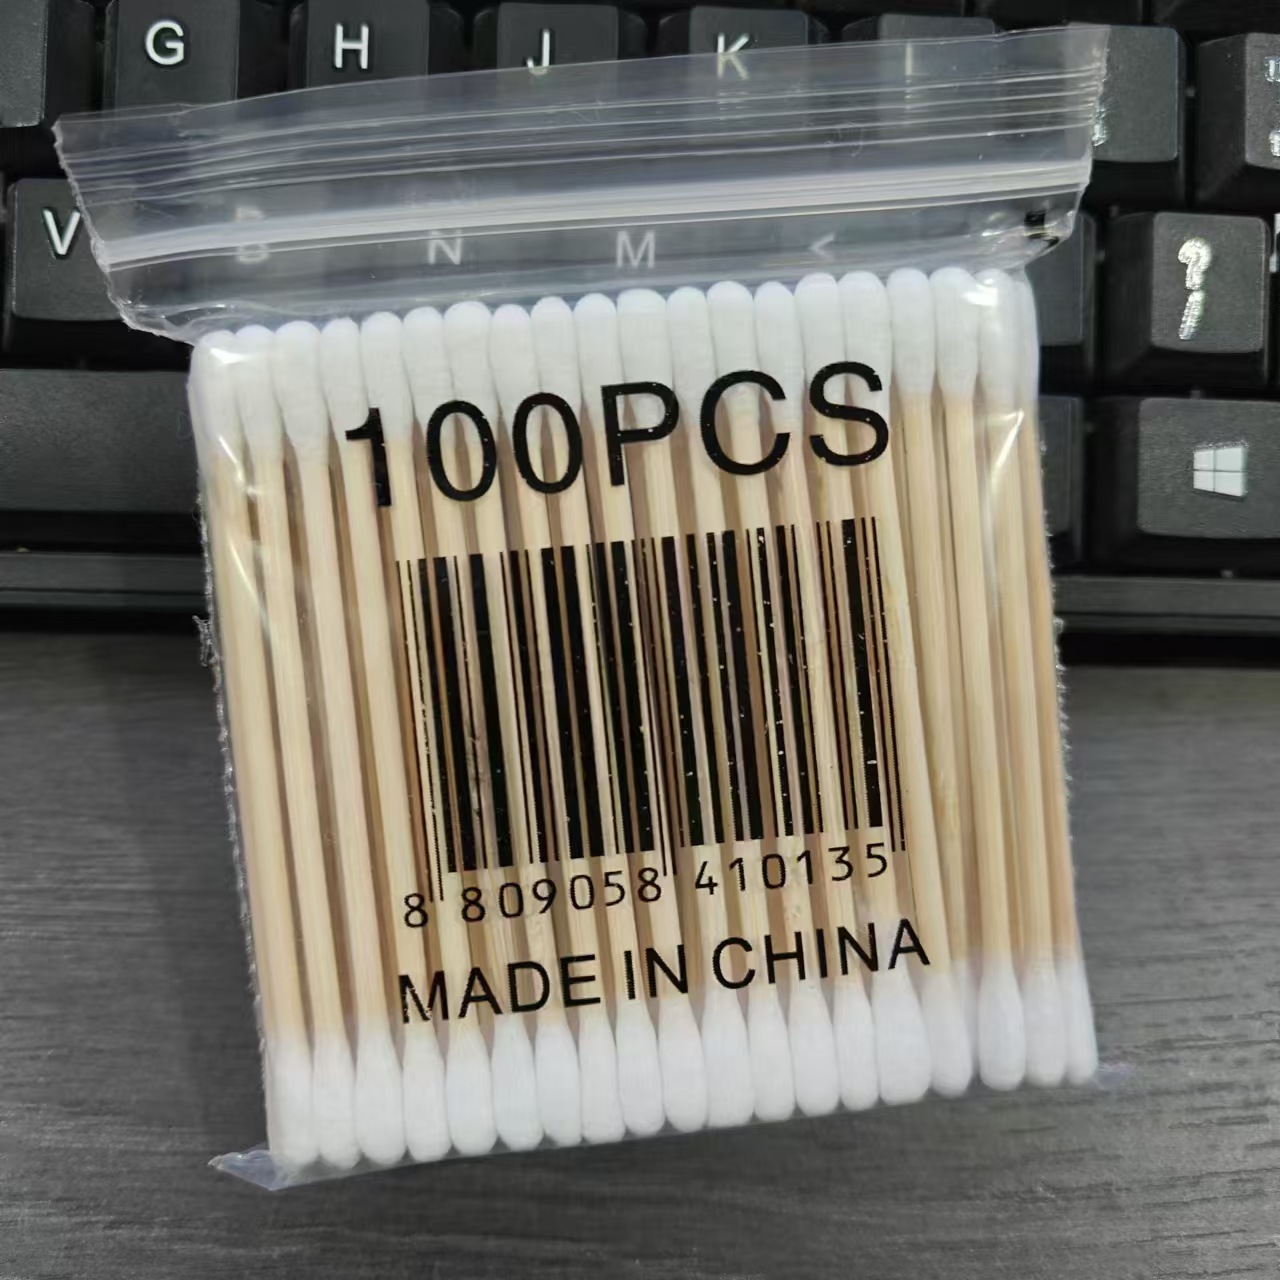 G H J K L
V B N M <
?
/
100PCS
8 809058 410135
MADE IN CHINA